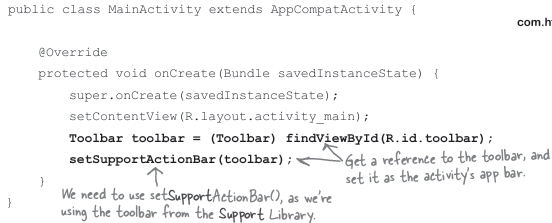 public class MainActivity extends AppCompatActivity {
com.h
@Override
protected void onCreate(Bundle savedInstanceState) {
super.onCreate(savedInstanceState);
setContentView(R.layout.activity_main);
Toolbar toolbar = (Toolbar) findViewById(R.id.toolbar);
setSupportActionBar(toolbar);
Get a reference to the toolbar, and
set it as the activity's app bar.
}
We need to use setSupportActionBar(), as we're
using the toolbar from the Support Library.
}